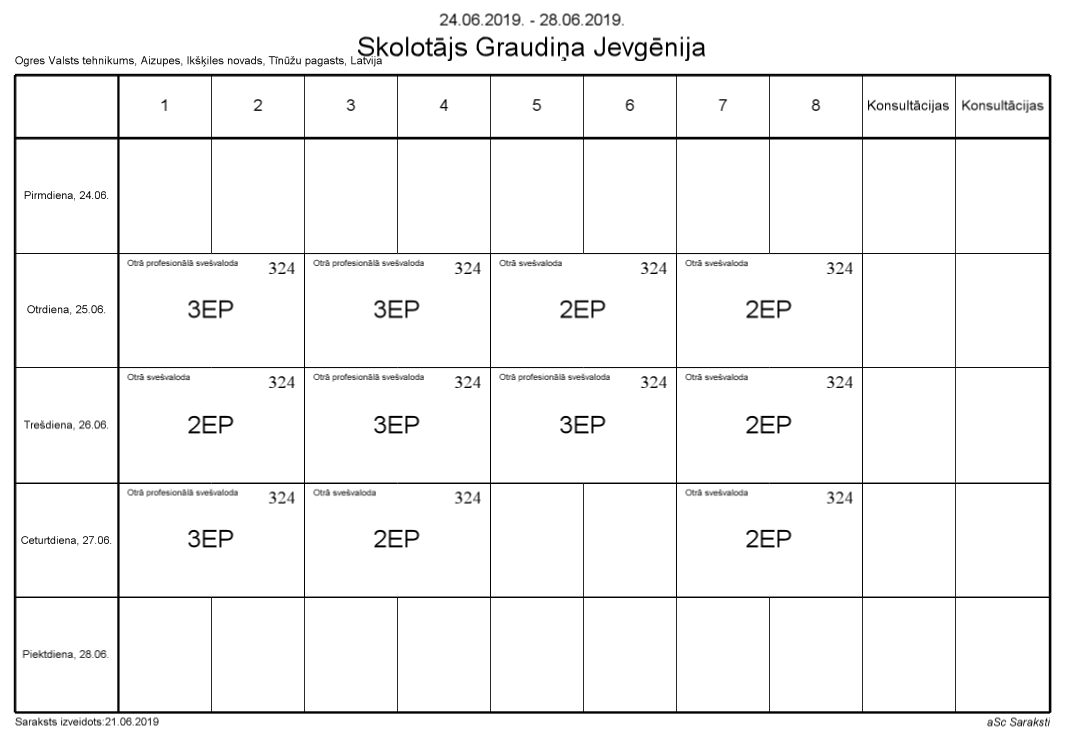 24.06.2019. - 28.06.2019.
Skolotājs Graudiņa Jevgēnija
Ogres Valsts tehnikums, Aizupes, Ikšķiles novads, Tīnūžu pagasts, Latvija
1 2 3 4 5 6 7 8 Konsultācijas Konsultācijas
Pirmdiena, 24.06.
Otrā profesionālā svešvaloda 324 Otrā profesionālā svešvaloda 324 Otrā svešvaloda 324 Otrā svešvaloda 324
Otrdiena, 25.06. 3EP 3EP 2EP 2EP
Otrā svešvaloda 324 Otrā profesionālā svešvaloda 324 Otrā profesionālā svešvaloda 324 Otrā svešvaloda 324
Trešdiena, 26.06. 2EP 3EP 3EP 2EP
Otrā profesionālā svešvaloda 324 Otrā svešvaloda 324 Otrā svešvaloda 324
Ceturtdiena, 27.06. 3EP 2EP 2EP
Piektdiena, 28.06.
Saraksts izveidots:21.06.2019 aSc Saraksti